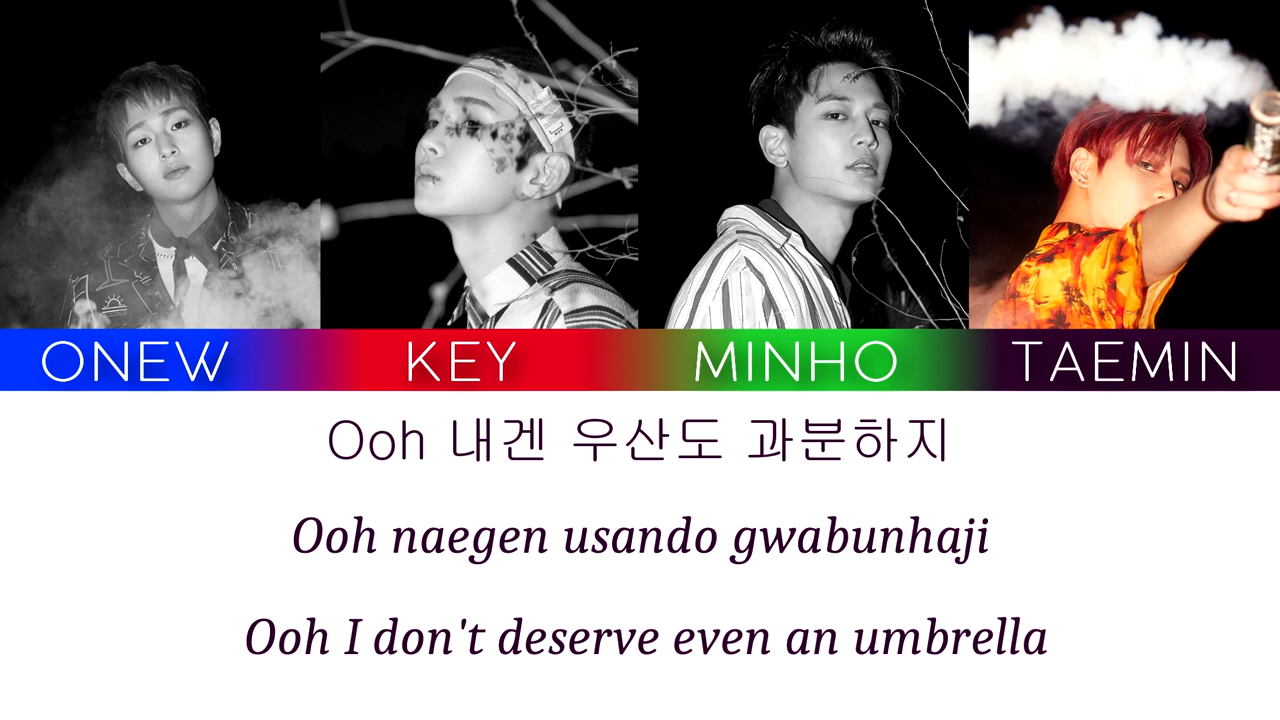 ONEW KEY MINHO TAEMIN
Ooh 내겐 우산도 과분하지
Ooh naegen usando gwabunhaji
Ooh I don't deserve even an umbrella